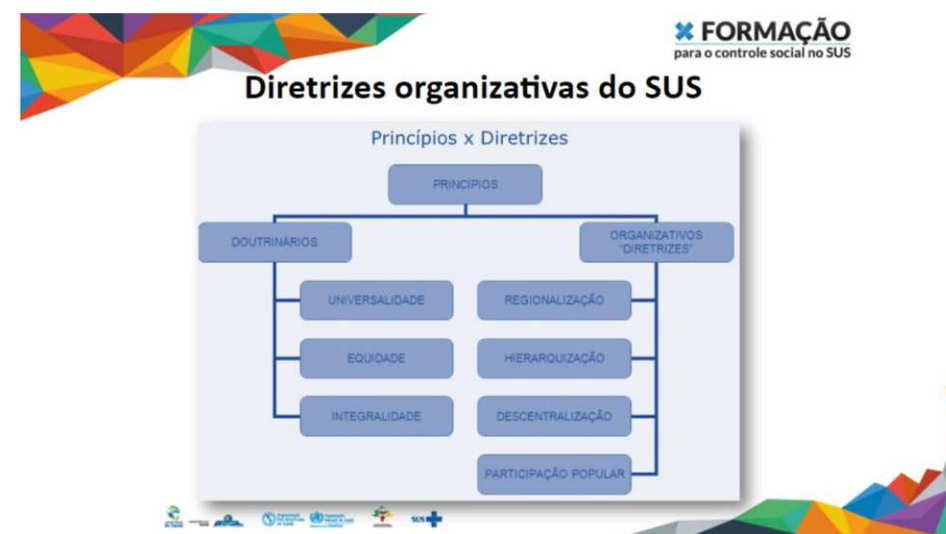 FORMAÇÃO
para o controle social no SUS
Diretrizes organizativas do SUS
Princípios x Diretrizes
PRINCÍPIOS
DOUTRINÁRIOS
ORGANIZATIVOS
"DIRETRIZES"
UNIVERSALIDADE
REGIONALIZAÇÃO
EQUIDADE
HIERARQUIZAÇÃO
INTEGRALIDADE
DESCENTRALIZAÇÃO
PARTICIPAÇÃO POPULAR
SUS